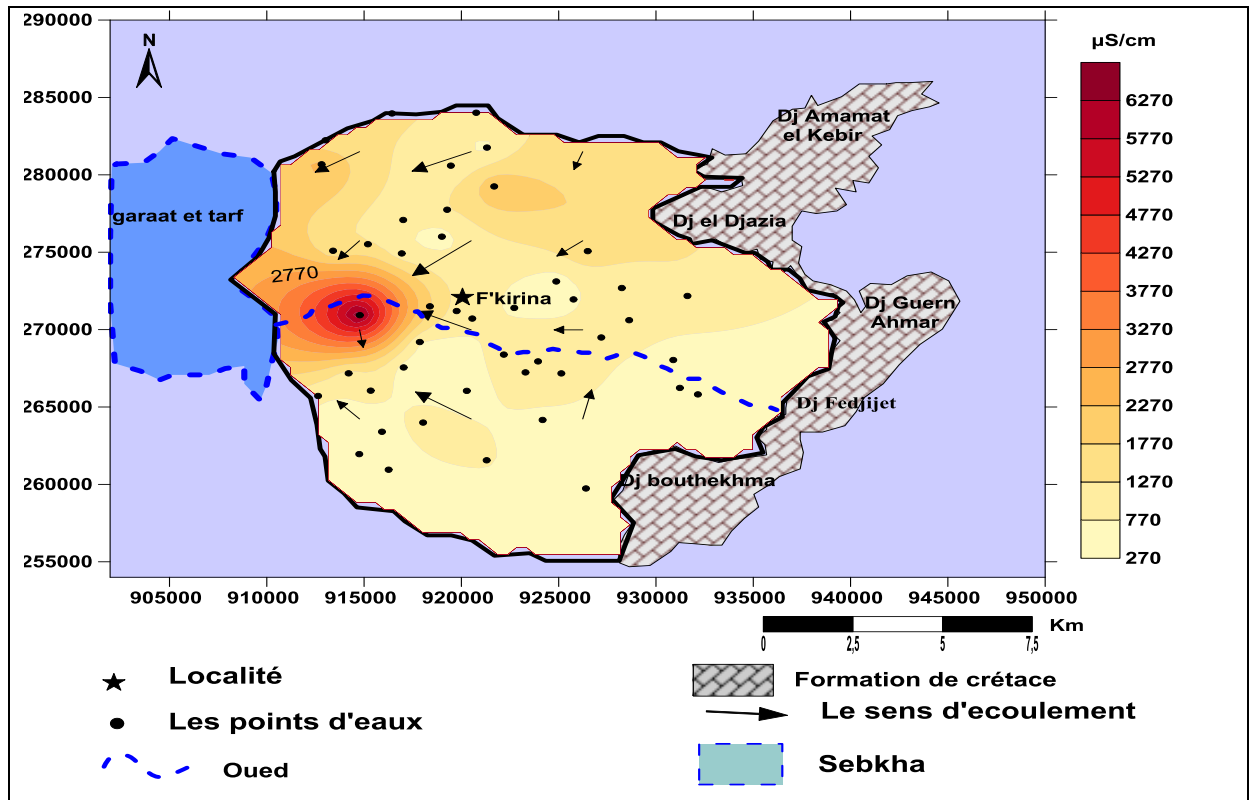 290000
285000
280000
275000
270000
265000
260000
255000
N
µS/cm
Dj Amamat
el Kebir
garaat et tarf
Dj el Djazia
2770
F'kirina
Dj Guern
Ahmar
Dj Fedjijet
Dj bouthekhma
6270
5770
5270
4770
4270
3770
3270
2770
2270
1770
1270
770
270
905000 910000 915000 920000 925000 930000 935000 940000 945000 950000
Km
0 2,5 5 7,5
Localité
Les points d'eaux
Oued
Formation de crétace
Le sens d'ecoulement
Sebkha